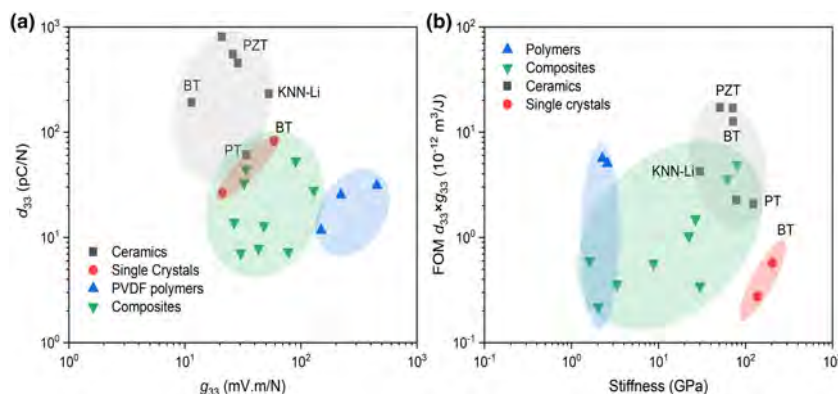 (a)
10³
10²
10¹
10⁰
d₃₃ (pC/N)
PZT
BT
KNN-Li
BT
PT
Ceramics
Single Crystals
PVDF polymers
Composites
10⁰
10¹
10²
10³
g₃₃ (mV.m/N)
(b)
10²
10¹
10⁰
10⁻¹
FOM d₃₃×g₃₃ (10⁻¹² m³/J)
Polymers
Composites
Ceramics
Single crystals
PZT
BT
KNN-Li
PT
BT
10⁻¹
10⁰
10¹
10²
10³
Stiffness (GPa)